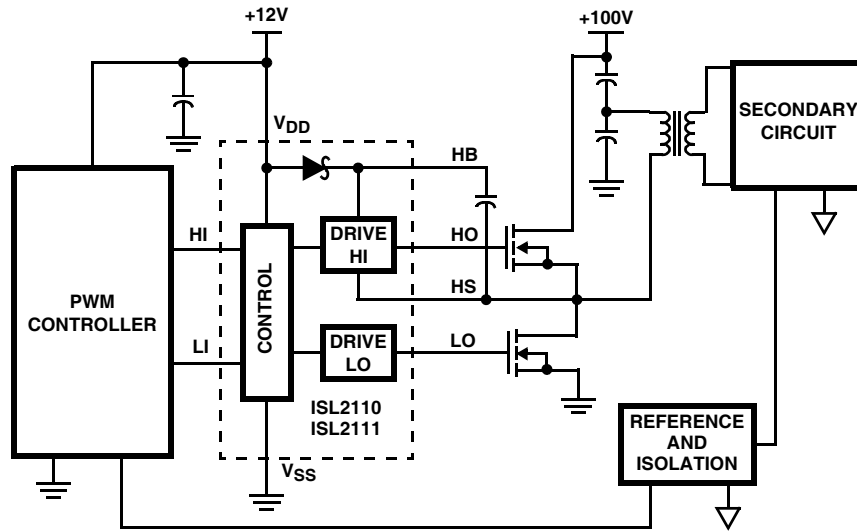 +12V
+100V
SECONDARY
CIRCUIT
VDD
HB
HI
DRIVE
HI
HO
HS
PWM
CONTROLLER
CONTROL
LI
DRIVE
LO
LO
ISL2110
ISL2111
VSS
REFERENCE
AND
ISOLATION